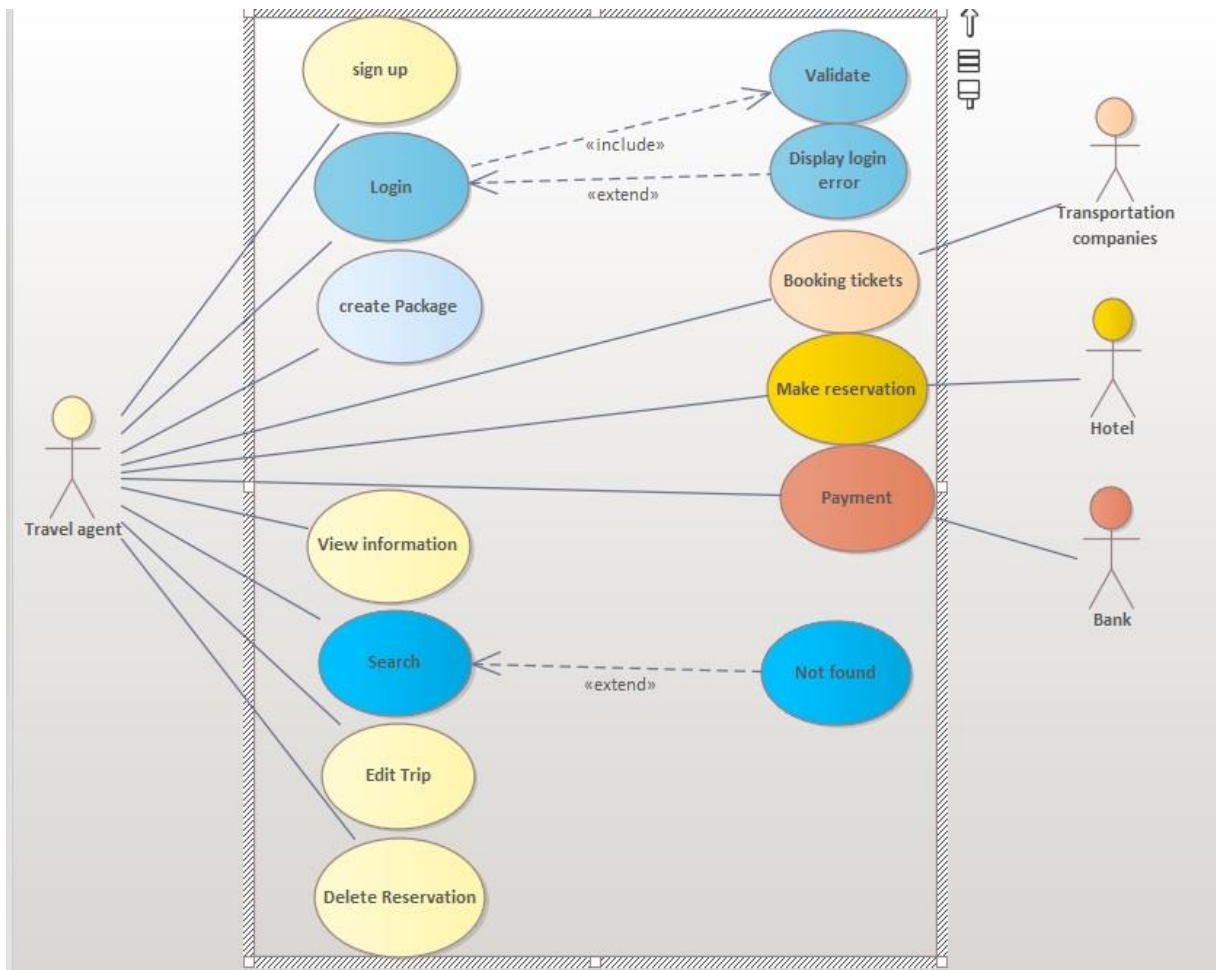 sign up
Validate
«include»
Login
Display login
error
«extend»
Transportation
companies
Booking tickets
create Package
Make reservation
Hotel
Travel agent
Payment
View information
Bank
Search
«extend»
Not found
Edit Trip
Delete Reservation